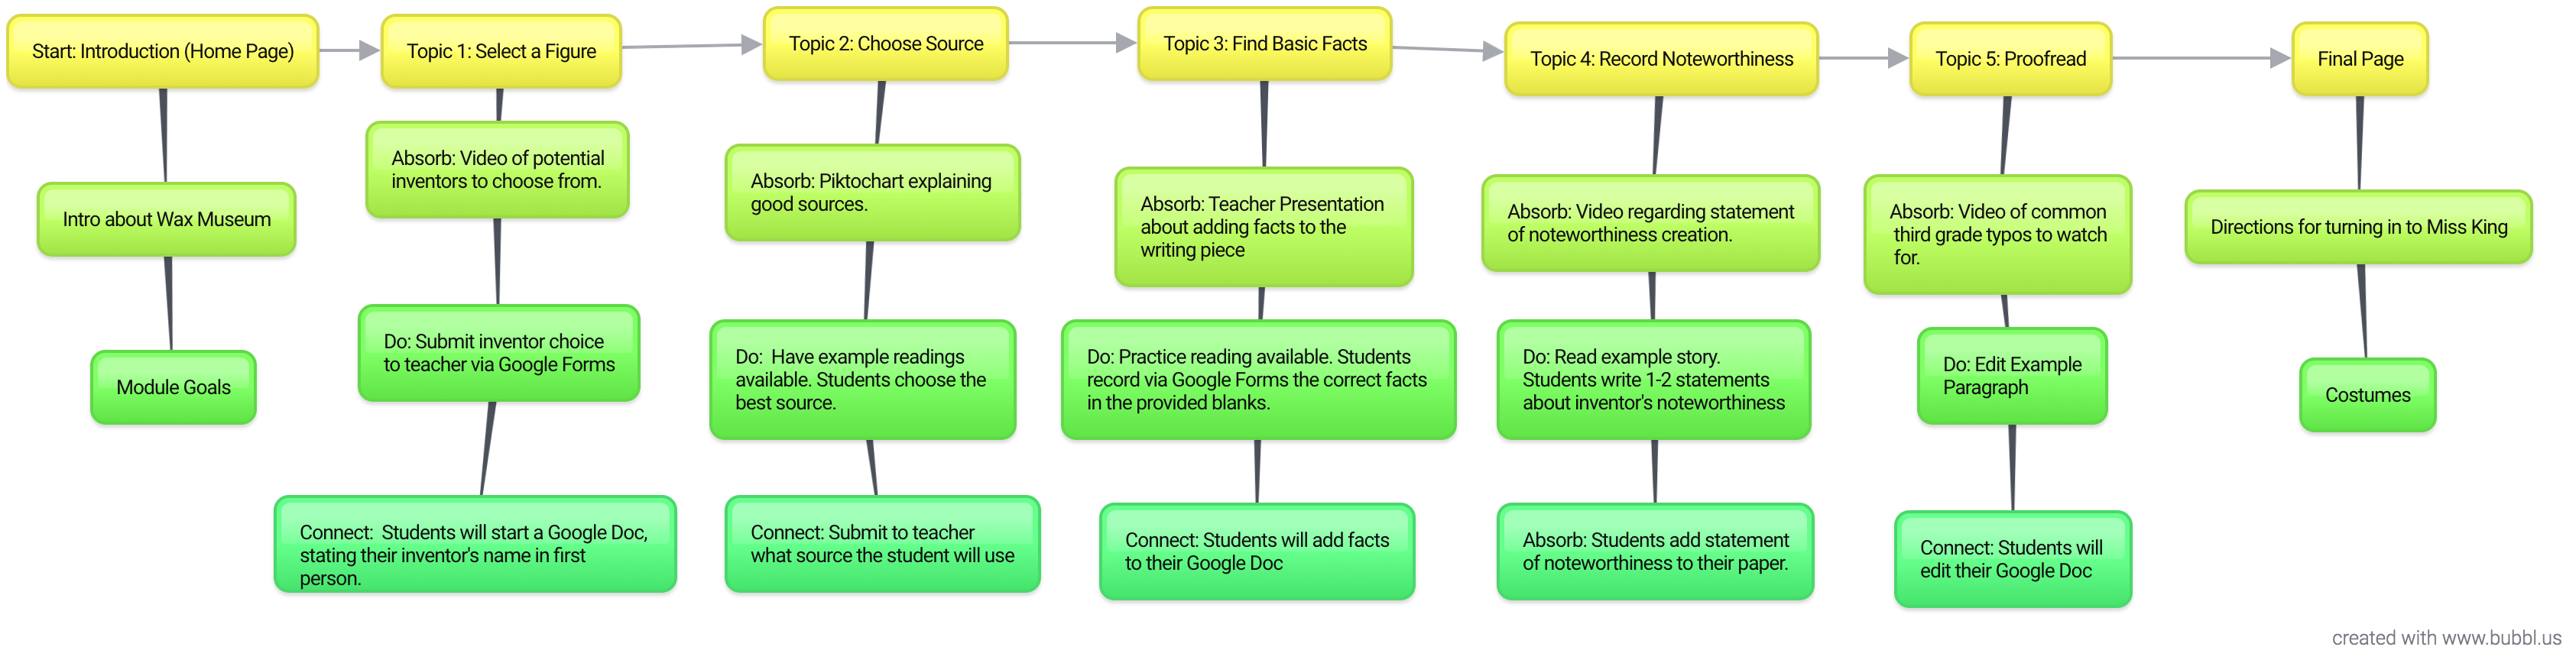 Start: Introduction (Home Page)
Topic 1: Select a Figure
Topic 2: Choose Source
Topic 3: Find Basic Facts
Topic 4: Record Noteworthiness
Topic 5: Proofread
Final Page
Intro about Wax Museum
Module Goals
Absorb: Video of potential
inventors to choose from.
Do: Submit inventor choice
to teacher via Google Forms
Connect:  Students will start a Google Doc,
stating their inventor's name in first
person.
Absorb: Piktochart explaining
good sources.
Do:  Have example readings
available. Students choose the
best source.
Connect: Submit to teacher
what source the student will use
Absorb: Teacher Presentation
about adding facts to the
writing piece
Do: Practice reading available. Students
record via Google Forms the correct facts
in the provided blanks.
Connect: Students will add facts
to their Google Doc
Absorb: Video regarding statement
of noteworthiness creation.
Do: Read example story.
Students write 1-2 statements
about inventor's noteworthiness
Absorb: Students add statement
of noteworthiness to their paper.
Absorb: Video of common
third grade typos to watch
for.
Do: Edit Example
Paragraph
Connect: Students will
edit their Google Doc
Directions for turning in to Miss King
Costumes
created with www.bubbl.us